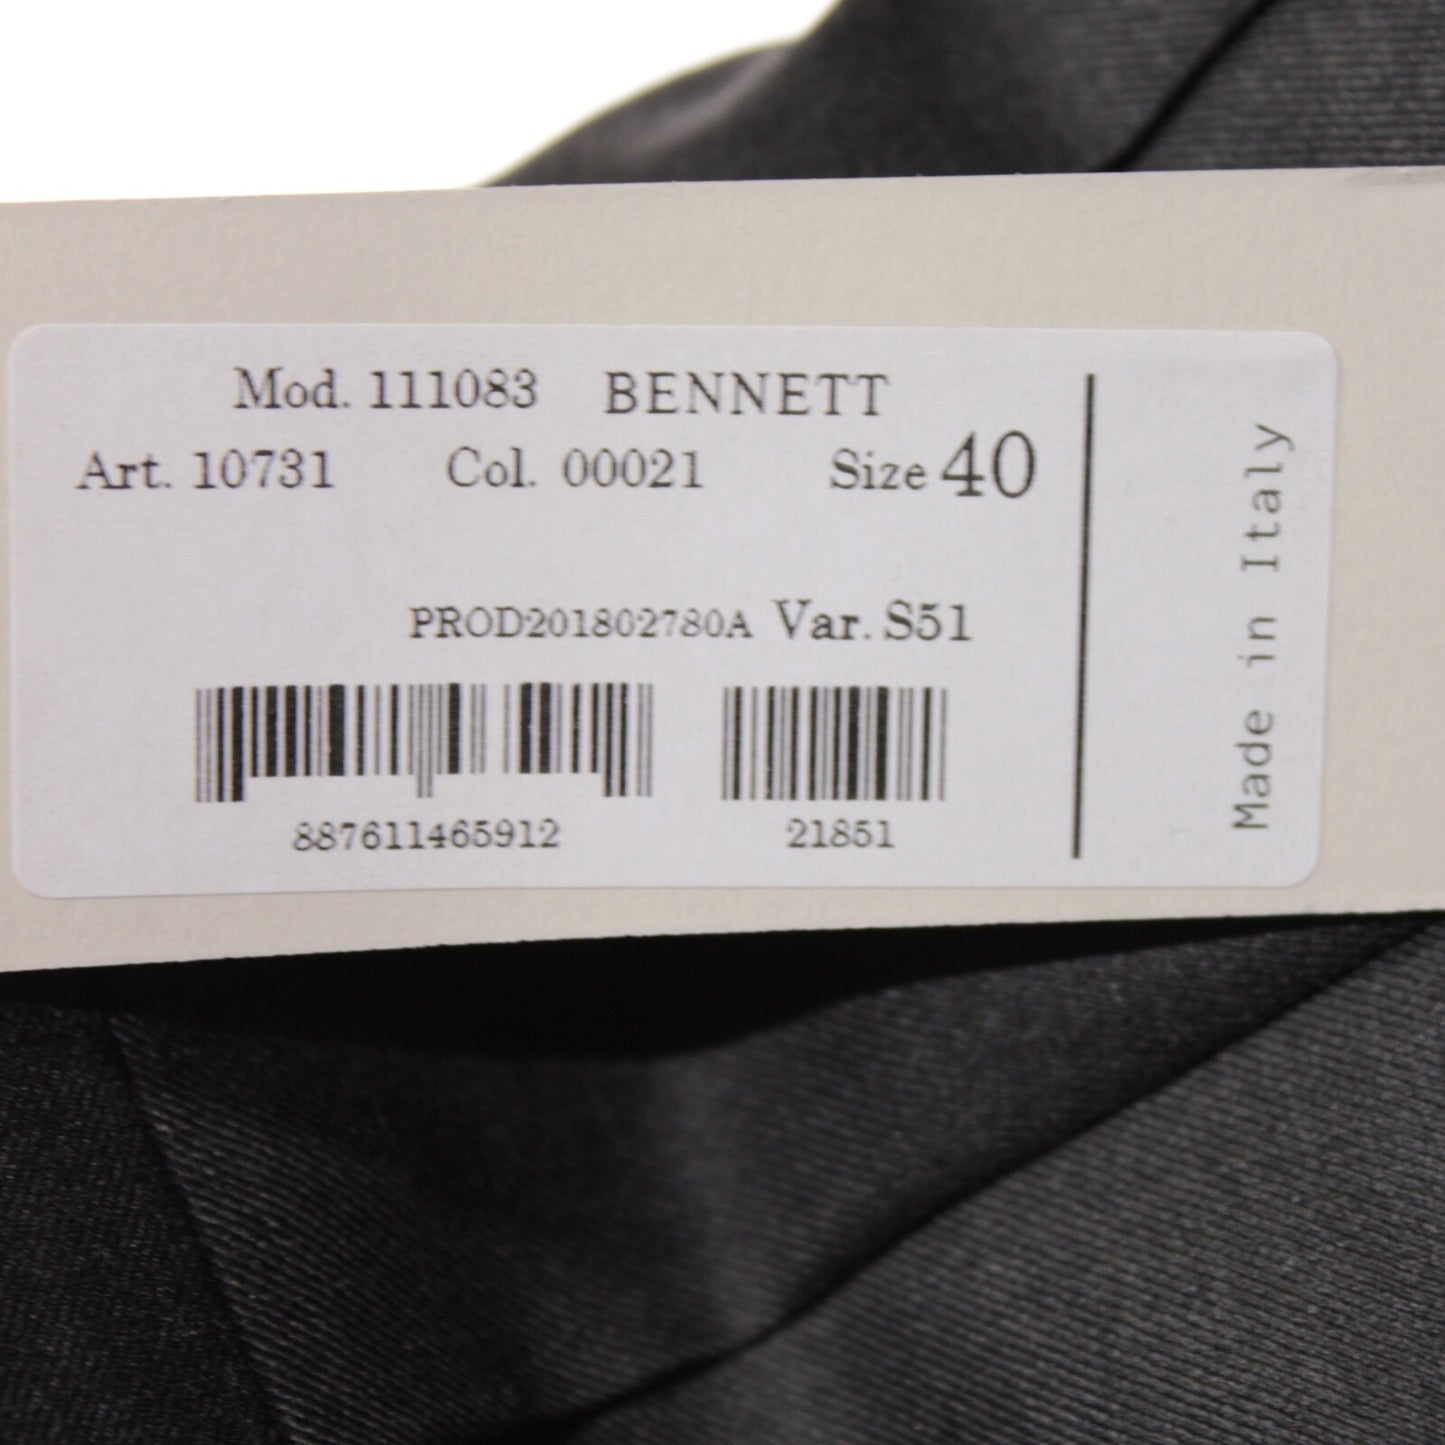 Mod. 111083 BENNETT
Art. 10731 Col. 00021 Size 40
PROD201802780A Var. S51
887611465912 21851
Made in Italy